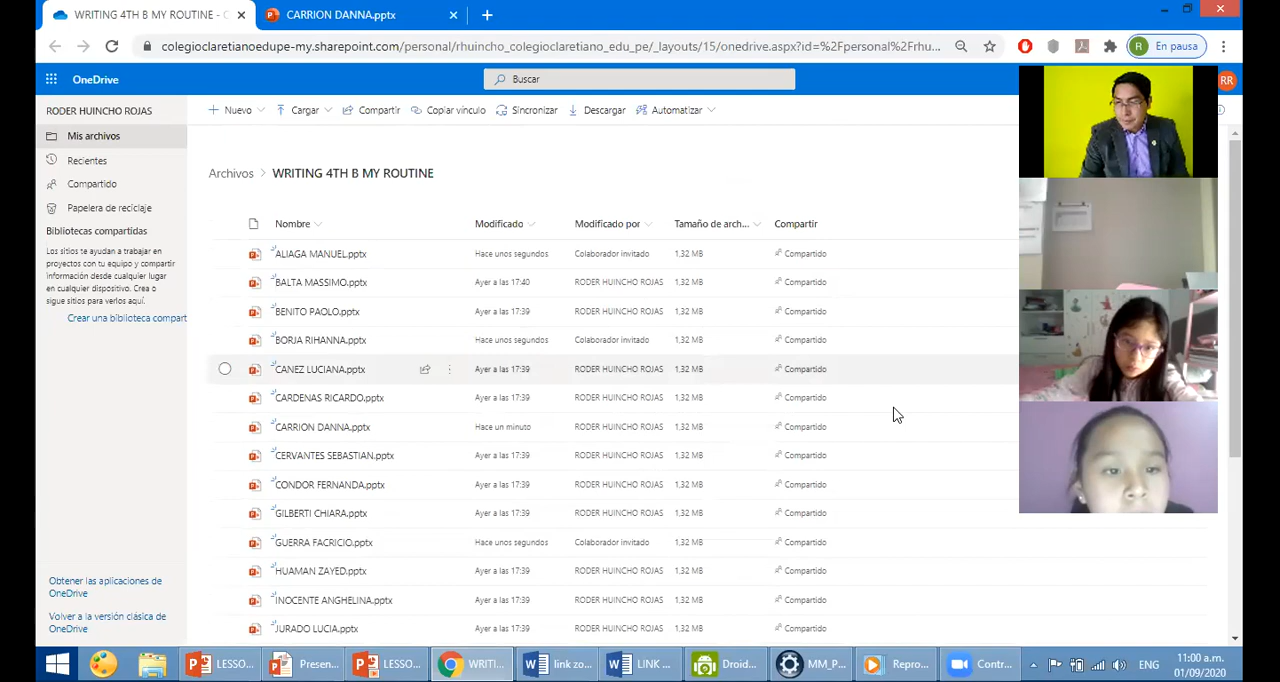 WRITING 4TH B MY ROUTINE - C
CARRION DANNA.pptx
colegioclaretianoedupe-my.sharepoint.com/personal/rhuincho_colegioclaretiano_edu_pe/_layouts/15/onedrive.aspx?id=%2Fpersonal%2Frhu...
R En pausa
OneDrive
Buscar
RR
RODER HUINCHO ROJAS
Nuevo Cargar Compartir Copiar vínculo Sincronizar Descargar Automatizar
Mis archivos
Recientes
Compartido
Papelera de reciclaje
Bibliotecas compartidas
Los sitios te ayudan a trabajar en
proyectos con tu equipo y compartir
información desde cualquier lugar
en cualquier dispositivo. Crea o
sigue sitios para verlos aquí.
Crear una biblioteca compart
Obtener las aplicaciones de
OneDrive
Volver a la versión clásica de
OneDrive
Archivos > WRITING 4TH B MY ROUTINE
Nombre Modificado Modificado por Tamaño de arch... Compartir
ALIAGA MANUEL.pptx Hace unos segundos Colaborador invitado 1,32 MB Compartido
BALTA MASSIMO.pptx Ayer a las 17:40 RODER HUINCHO ROJAS 1,32 MB Compartido
BENITO PAOLO.pptx Ayer a las 17:39 RODER HUINCHO ROJAS 1,32 MB Compartido
BORJA RIHANNA.pptx Hace unos segundos Colaborador invitado 1,32 MB Compartido
CANEZ LUCIANA.pptx Ayer a las 17:39 RODER HUINCHO ROJAS 1,32 MB Compartido
CARDENAS RICARDO.pptx Ayer a las 17:39 RODER HUINCHO ROJAS 1,32 MB Compartido
CARRION DANNA.pptx Hace un minuto RODER HUINCHO ROJAS 1,32 MB Compartido
CERVANTES SEBASTIAN.pptx Ayer a las 17:39 RODER HUINCHO ROJAS 1,32 MB Compartido
CONDOR FERNANDA.pptx Ayer a las 17:39 RODER HUINCHO ROJAS 1,32 MB Compartido
GILBERTI CHIARA.pptx Ayer a las 17:39 RODER HUINCHO ROJAS 1,32 MB Compartido
GUERRA FACRICIO.pptx Hace unos segundos Colaborador invitado 1,32 MB Compartido
HUAMAN ZAYED.pptx Ayer a las 17:39 RODER HUINCHO ROJAS 1,32 MB Compartido
INOCENTE ANGHELINA.pptx Ayer a las 17:39 RODER HUINCHO ROJAS 1,32 MB Compartido
JURADO LUCIA.pptx Ayer a las 17:39 RODER HUINCHO ROJAS 1,32 MB Compartido
LESSO... Presen... LESSO... WRITI... link zo... LINK ... Droid... MM_P... Repro... Contr... ENG 11:00 a.m.
01/09/2020